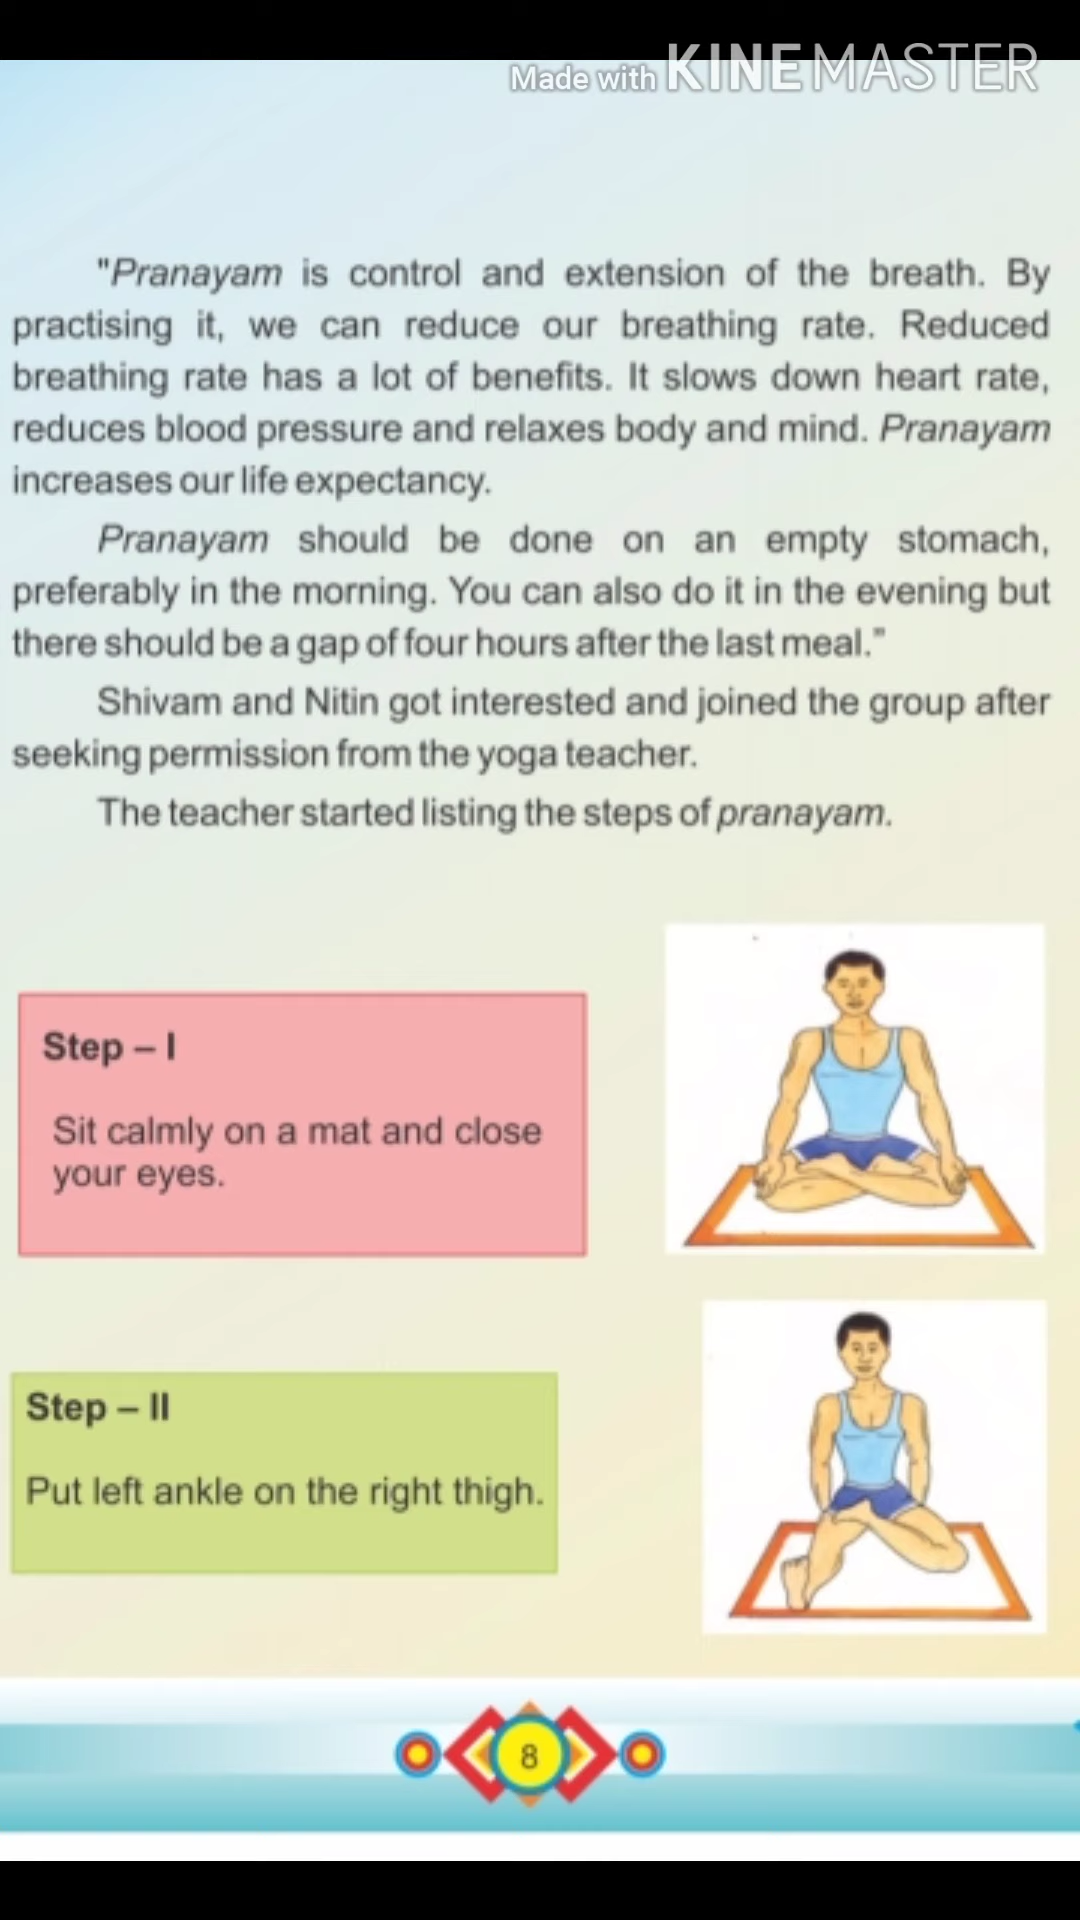 Made with KINEMASTER
"Pranayam is control and extension of the breath. By
practising it, we can reduce our breathing rate. Reduced
breathing rate has a lot of benefits. It slows down heart rate,
reduces blood pressure and relaxes body and mind. Pranayam
increases our life expectancy.
Pranayam should be done on an empty stomach,
preferably in the morning. You can also do it in the evening but
there should be a gap of four hours after the last meal."
Shivam and Nitin got interested and joined the group after
seeking permission from the yoga teacher.
The teacher started listing the steps of pranayam.
Step – I
Sit calmly on a mat and close
your eyes.
Step – II
Put left ankle on the right thigh.
8